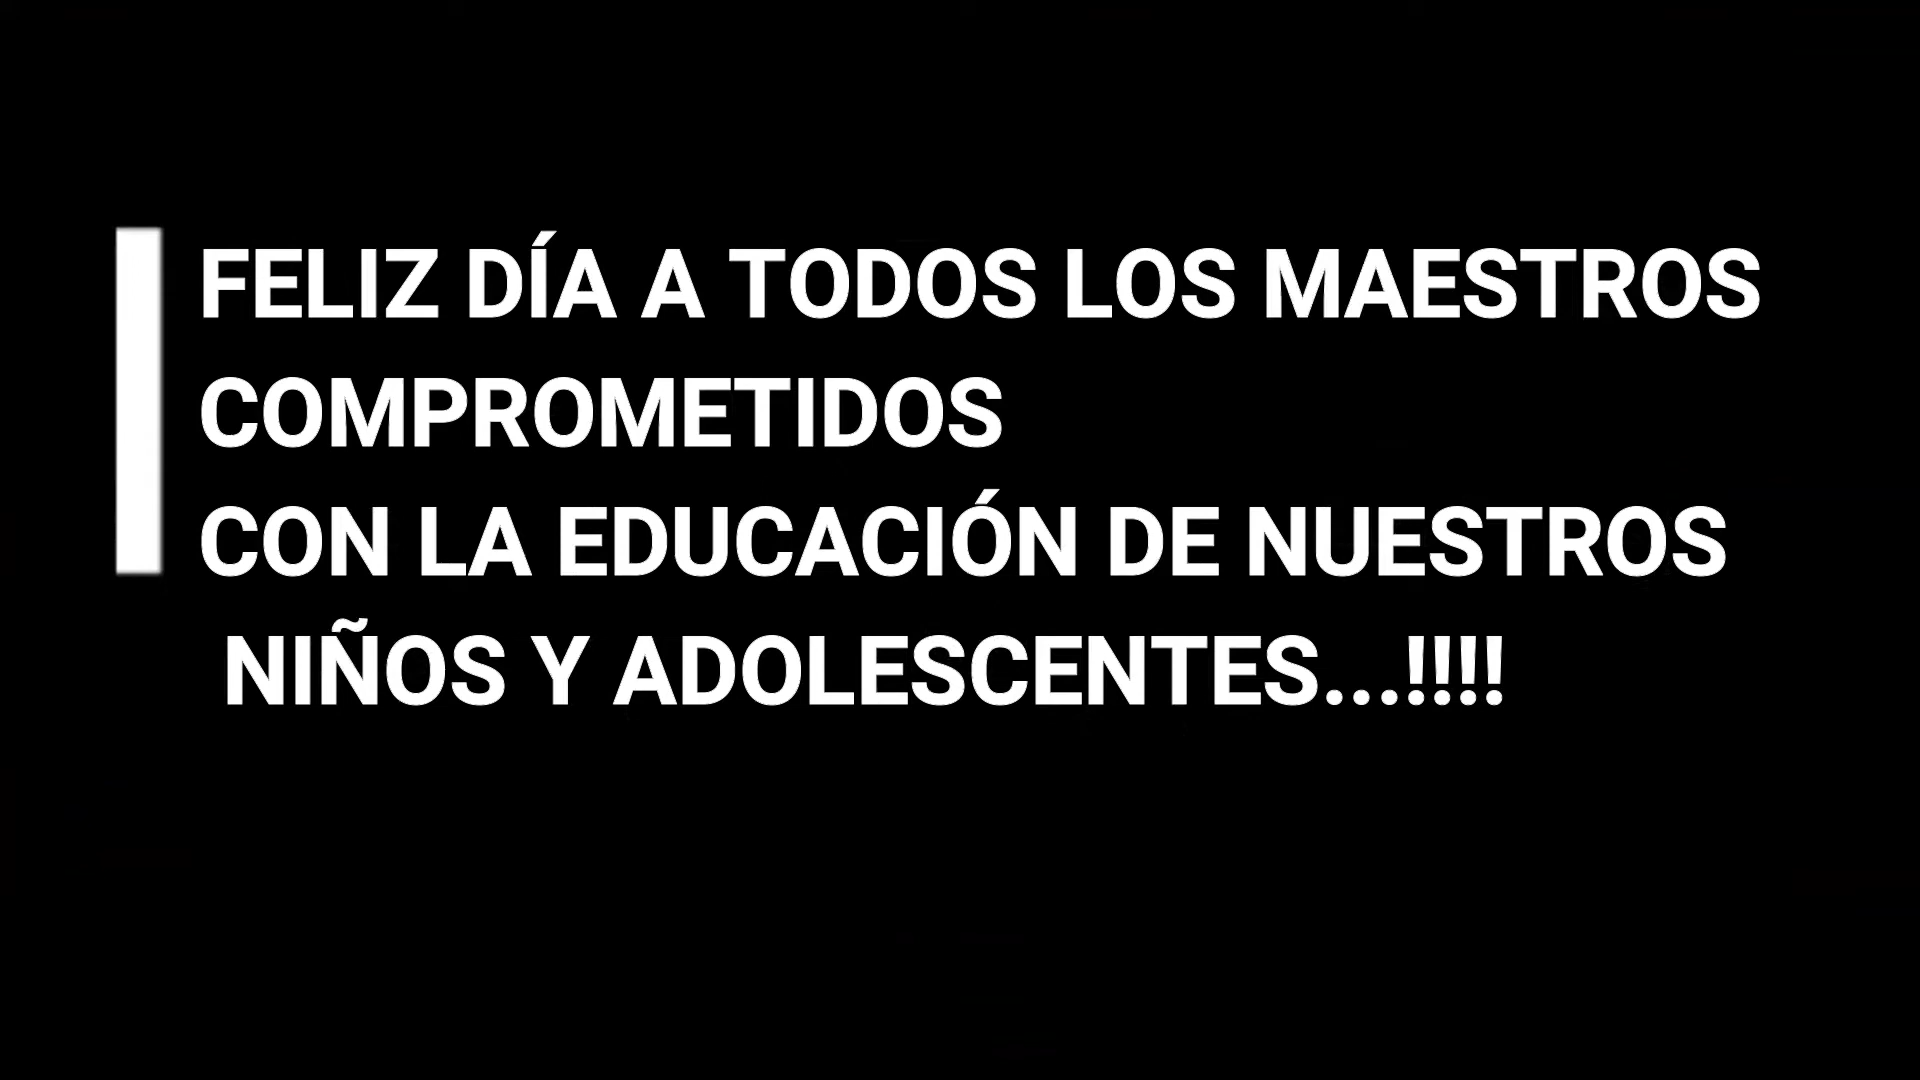 FELIZ DÍA A TODOS LOS MAESTROS
COMPROMETIDOS
CON LA EDUCACIÓN DE NUESTROS
NIÑOS Y ADOLESCENTES...!!!!